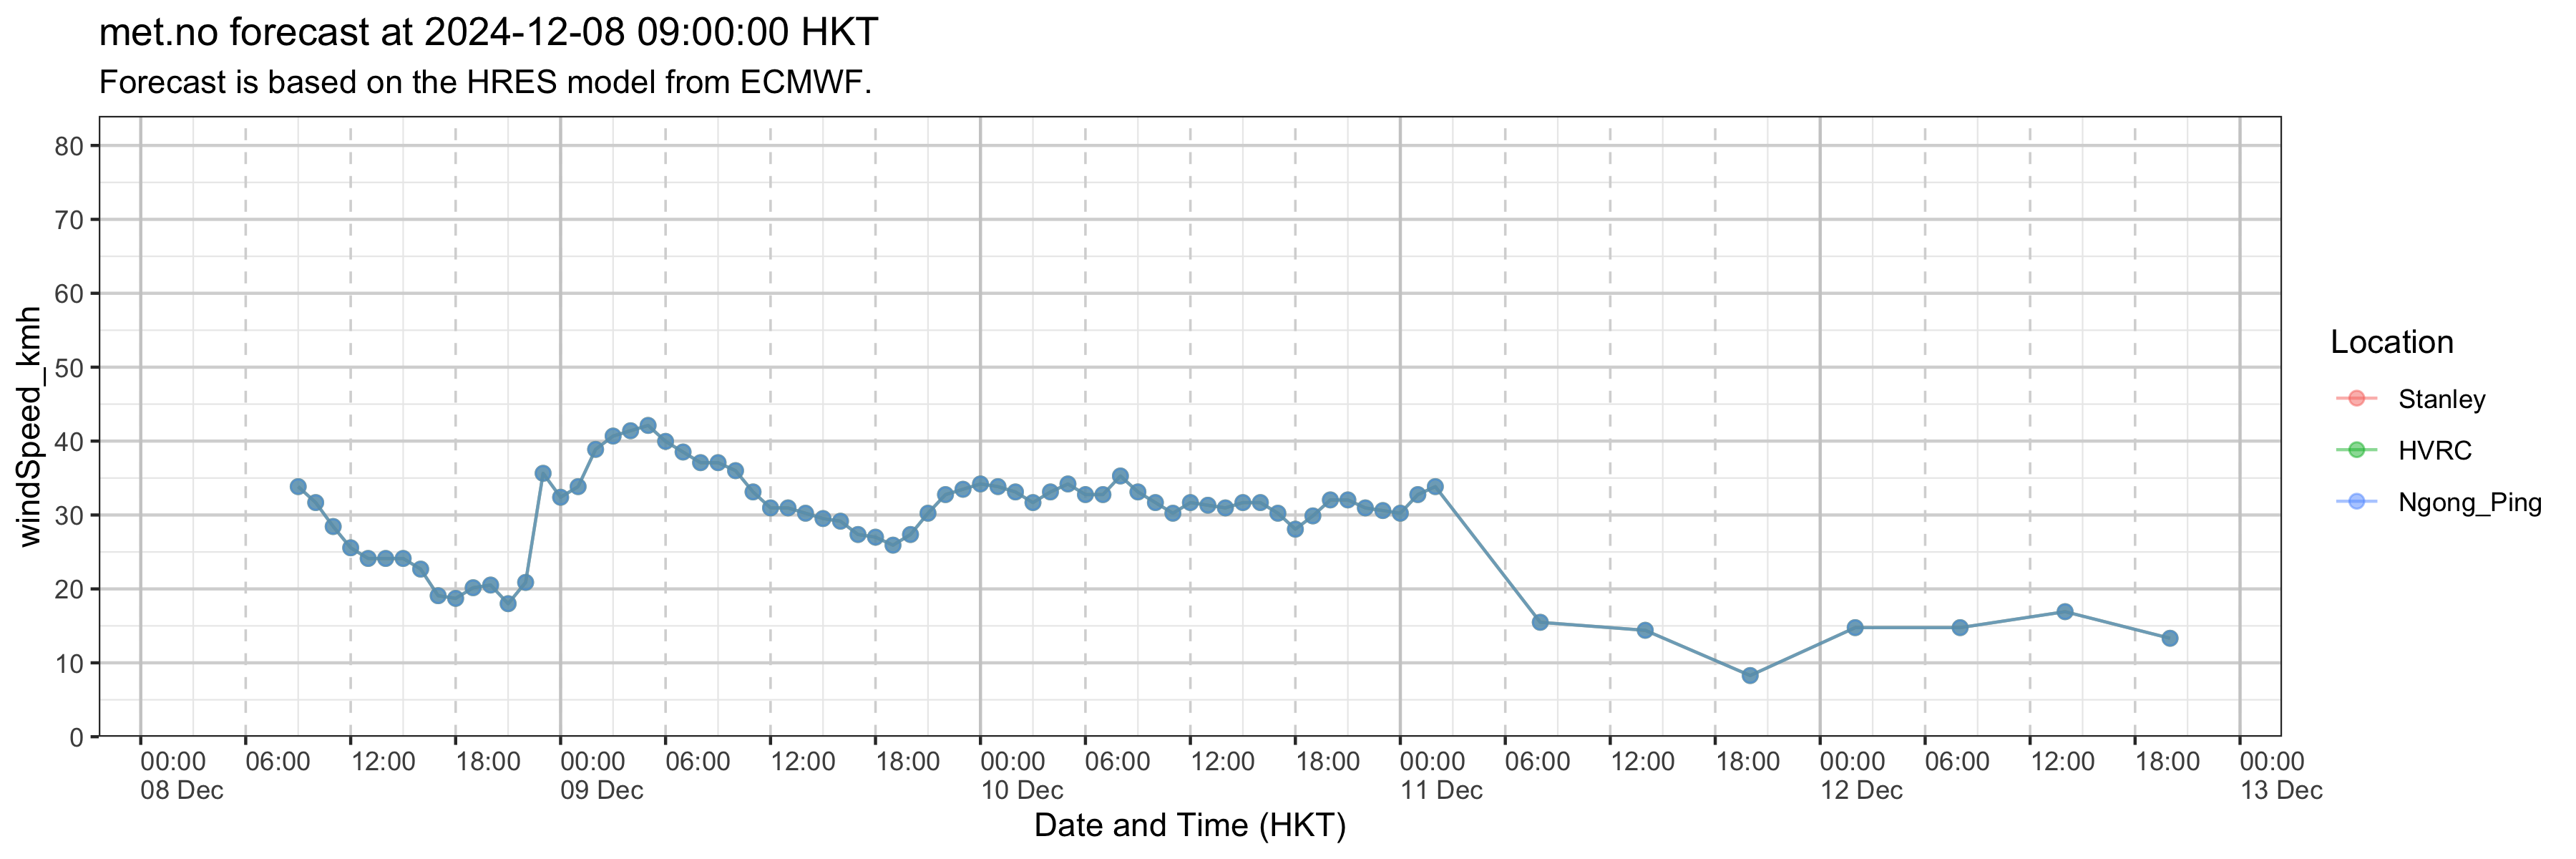 met.no forecast at 2024-12-08 09:00:00 HKT
Forecast is based on the HRES model from ECMWF.
windSpeed_kmh
80
70
60
50
40
30
20
10
0
00:00 06:00 12:00 18:00 00:00 06:00 12:00 18:00 00:00 06:00 12:00 18:00 00:00 06:00 12:00 18:00 00:00 06:00 12:00 18:00 00:00
08 Dec 09 Dec 10 Dec 11 Dec 12 Dec 13 Dec
Date and Time (HKT)
Location
Stanley
HVRC
Ngong_Ping